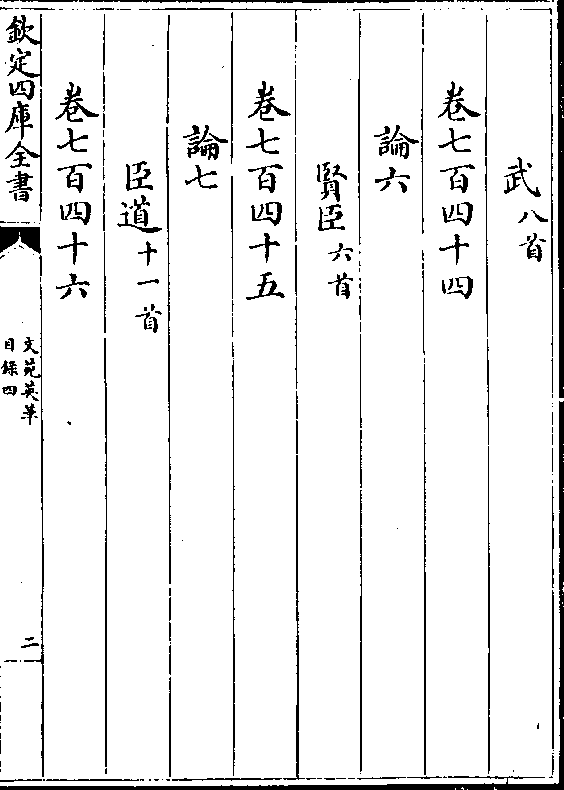 武八首
卷七百四十四
論六
賢臣六首
卷七百四十五
論七
臣道十一首
卷七百四十六
欽定四庫全書
文苑英華
目錄四
二